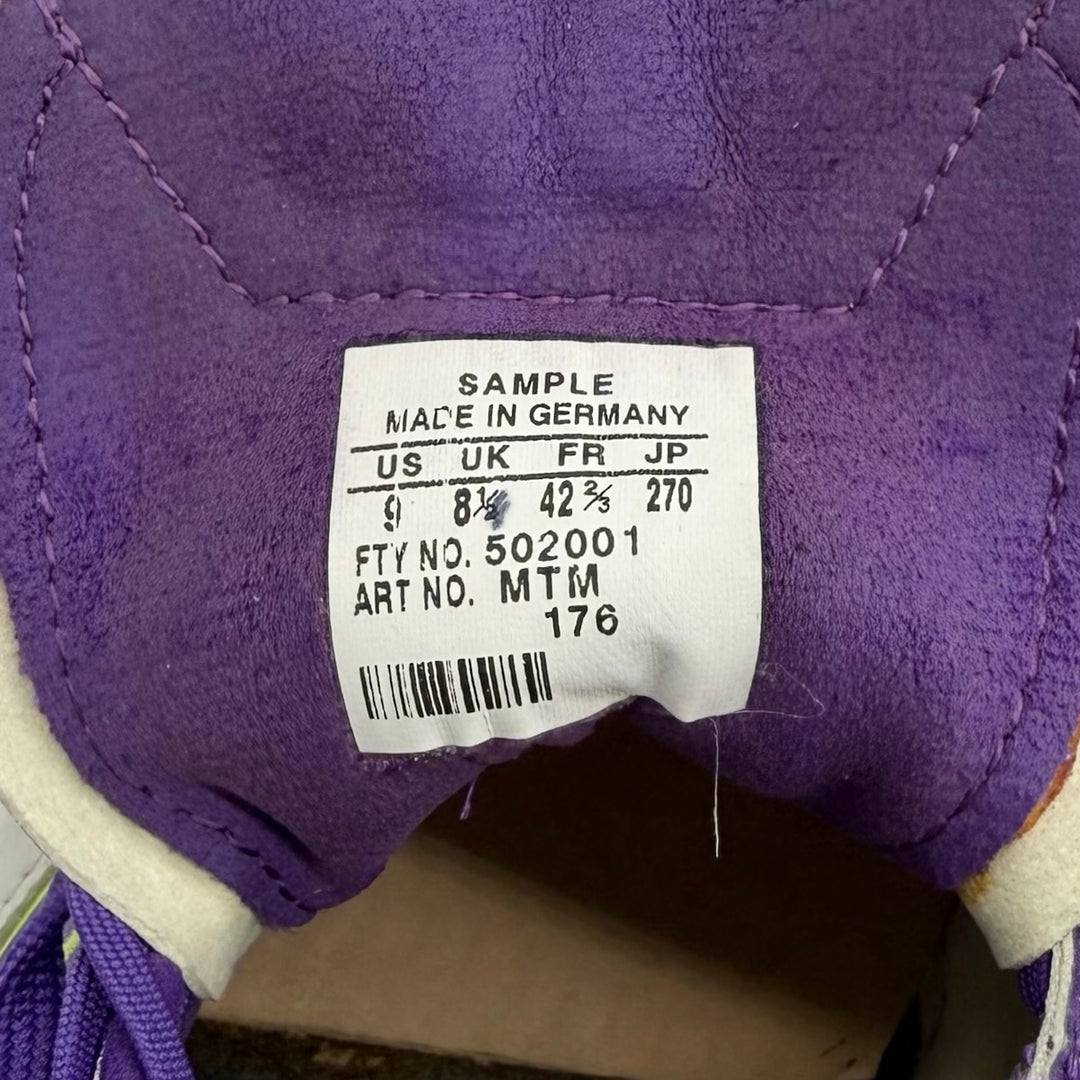 SAMPLE
MADE IN GERMANY
US UK FR JP
9 8½ 42⅔ 270
FTY NO. 502001
ART NO. MTM
176